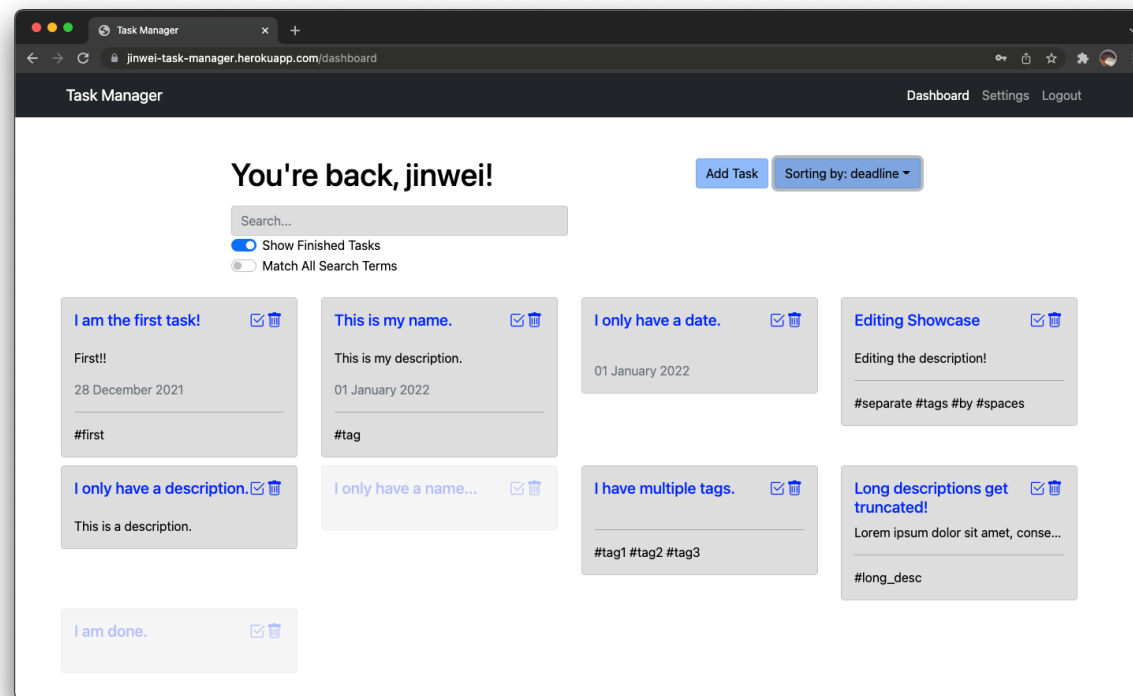 Task Manager
jinwei-task-manager.herokuapp.com/dashboard
Task Manager
Dashboard Settings Logout
You're back, jinwei!
Add Task
Sorting by: deadline
Search...
Show Finished Tasks
Match All Search Terms
I am the first task!
First!!
28 December 2021
#first
This is my name.
This is my description.
01 January 2022
#tag
I only have a date.
01 January 2022
Editing Showcase
Editing the description!
#separate #tags #by #spaces
I only have a description.
This is a description.
I only have a name...
I have multiple tags.
#tag1 #tag2 #tag3
Long descriptions get
truncated!
Lorem ipsum dolor sit amet, conse...
#long_desc
I am done.